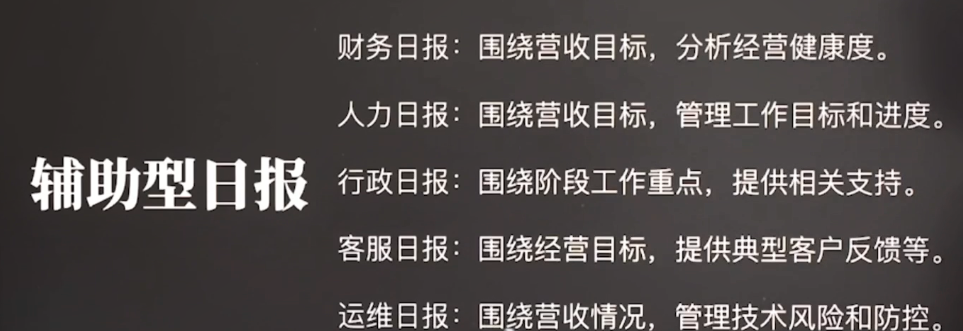 辅助型日报
财务日报：围绕营收目标，分析经营健康度。
人力日报：围绕营收目标，管理工作目标和进度。
行政日报：围绕阶段工作重点，提供相关支持。
客服日报：围绕经营目标，提供典型客户反馈等。
运维日报：围绕营收情况，管理技术风险和防控。